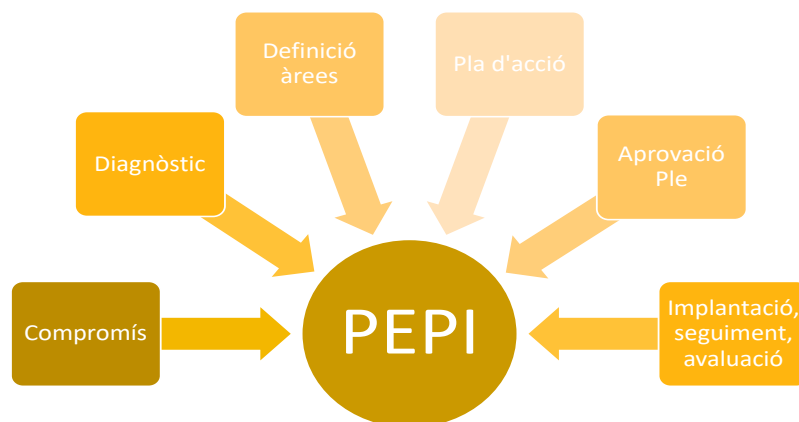 Definició
àrees
Pla d'acció
Diagnòstic
Aprovació
Ple
Compromís
PEPI
Implantació,
seguiment,
avaluació